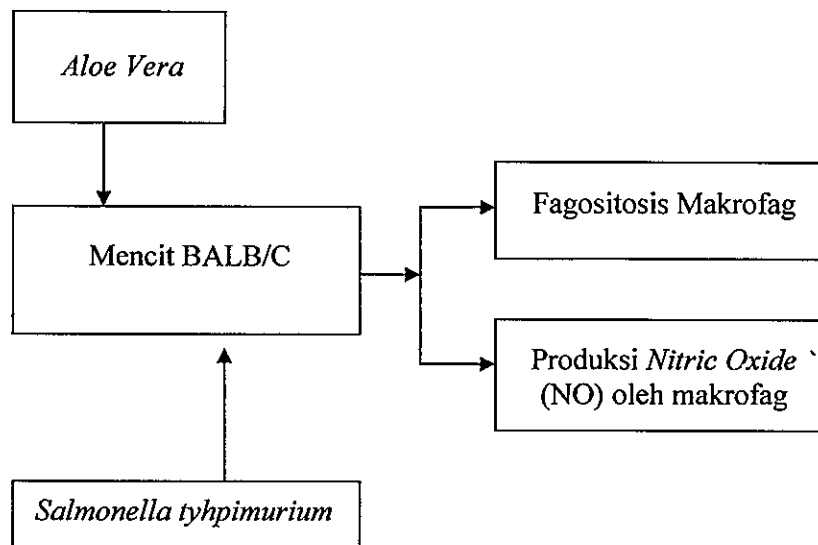 Aloe Vera
Mencit BALB/C
Fagositosis Makrofag
Produksi Nitric Oxide `
(NO) oleh makrofag
Salmonella tyhpimurium